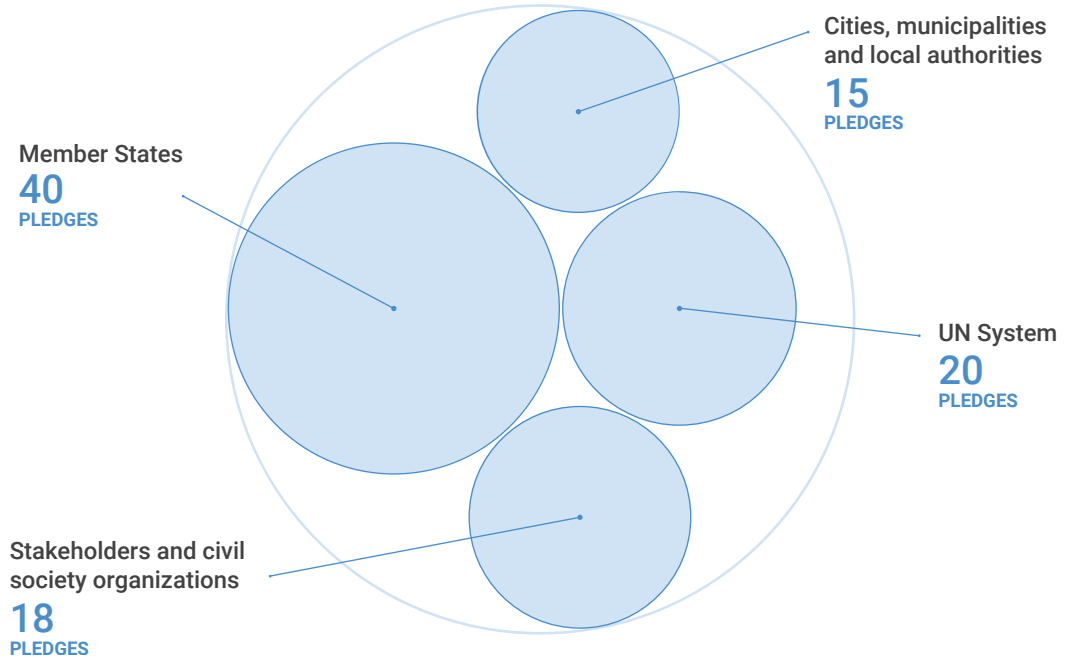 Cities, municipalities
and local authorities
15
PLEDGES
Member States
40
PLEDGES
UN System
20
PLEDGES
Stakeholders and civil
society organizations
18
PLEDGES